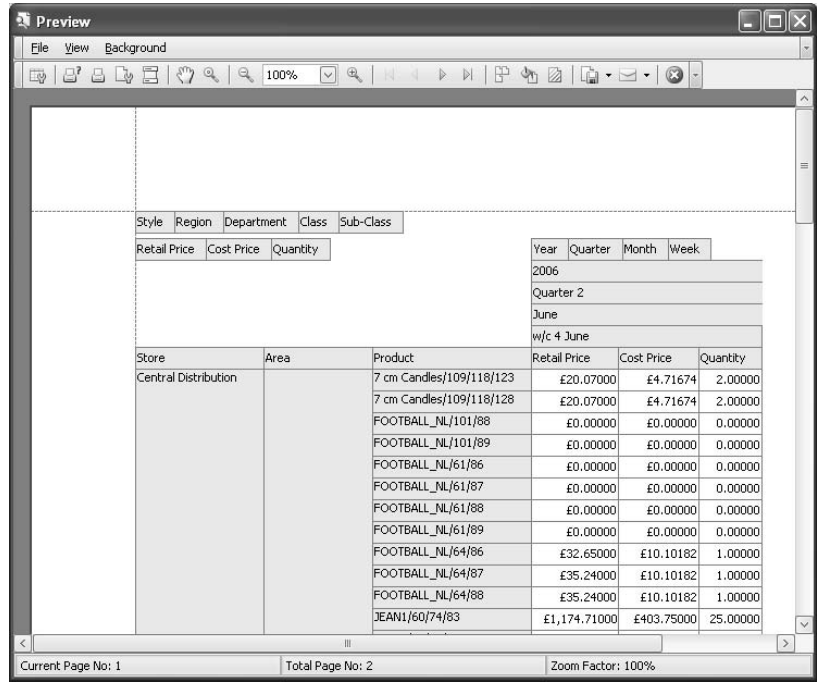 Preview
File View Background
100%
Style Region Department Class Sub-Class
Retail Price Cost Price Quantity Year Quarter Month Week
2006
Quarter 2
June
w/c 4 June
Store Area Product Retail Price Cost Price Quantity
Central Distribution 7 cm Candles/109/118/123 £20.07000 £4.71674 2.00000
7 cm Candles/109/118/128 £20.07000 £4.71674 2.00000
FOOTBALL_NL/101/88 £0.00000 £0.00000 0.00000
FOOTBALL_NL/101/89 £0.00000 £0.00000 0.00000
FOOTBALL_NL/61/86 £0.00000 £0.00000 0.00000
FOOTBALL_NL/61/87 £0.00000 £0.00000 0.00000
FOOTBALL_NL/61/88 £0.00000 £0.00000 0.00000
FOOTBALL_NL/61/89 £0.00000 £0.00000 0.00000
FOOTBALL_NL/64/86 £32.65000 £10.10182 1.00000
FOOTBALL_NL/64/87 £35.24000 £10.10182 1.00000
FOOTBALL_NL/64/88 £35.24000 £10.10182 1.00000
JEAN1/60/74/83 £1,174.71000 £403.75000 25.00000
Current Page No: 1 Total Page No: 2 Zoom Factor: 100%